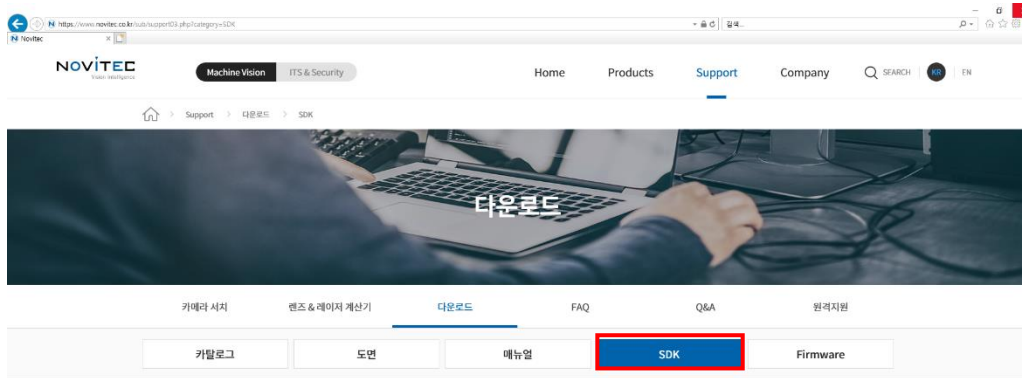 https://www.novitec.co.kr/sub/support03.php?category=SDK
검색...
Novitec
NOVITEC
Vision Intelligence
Machine Vision
ITS & Security
Home
Products
Support
Company
SEARCH
KR
EN
Support > 다운로드 > SDK
다운로드
카메라 서치
렌즈 & 레이저 계산기
다운로드
FAQ
Q&A
원격지원
카탈로그
도면
매뉴얼
SDK
Firmware